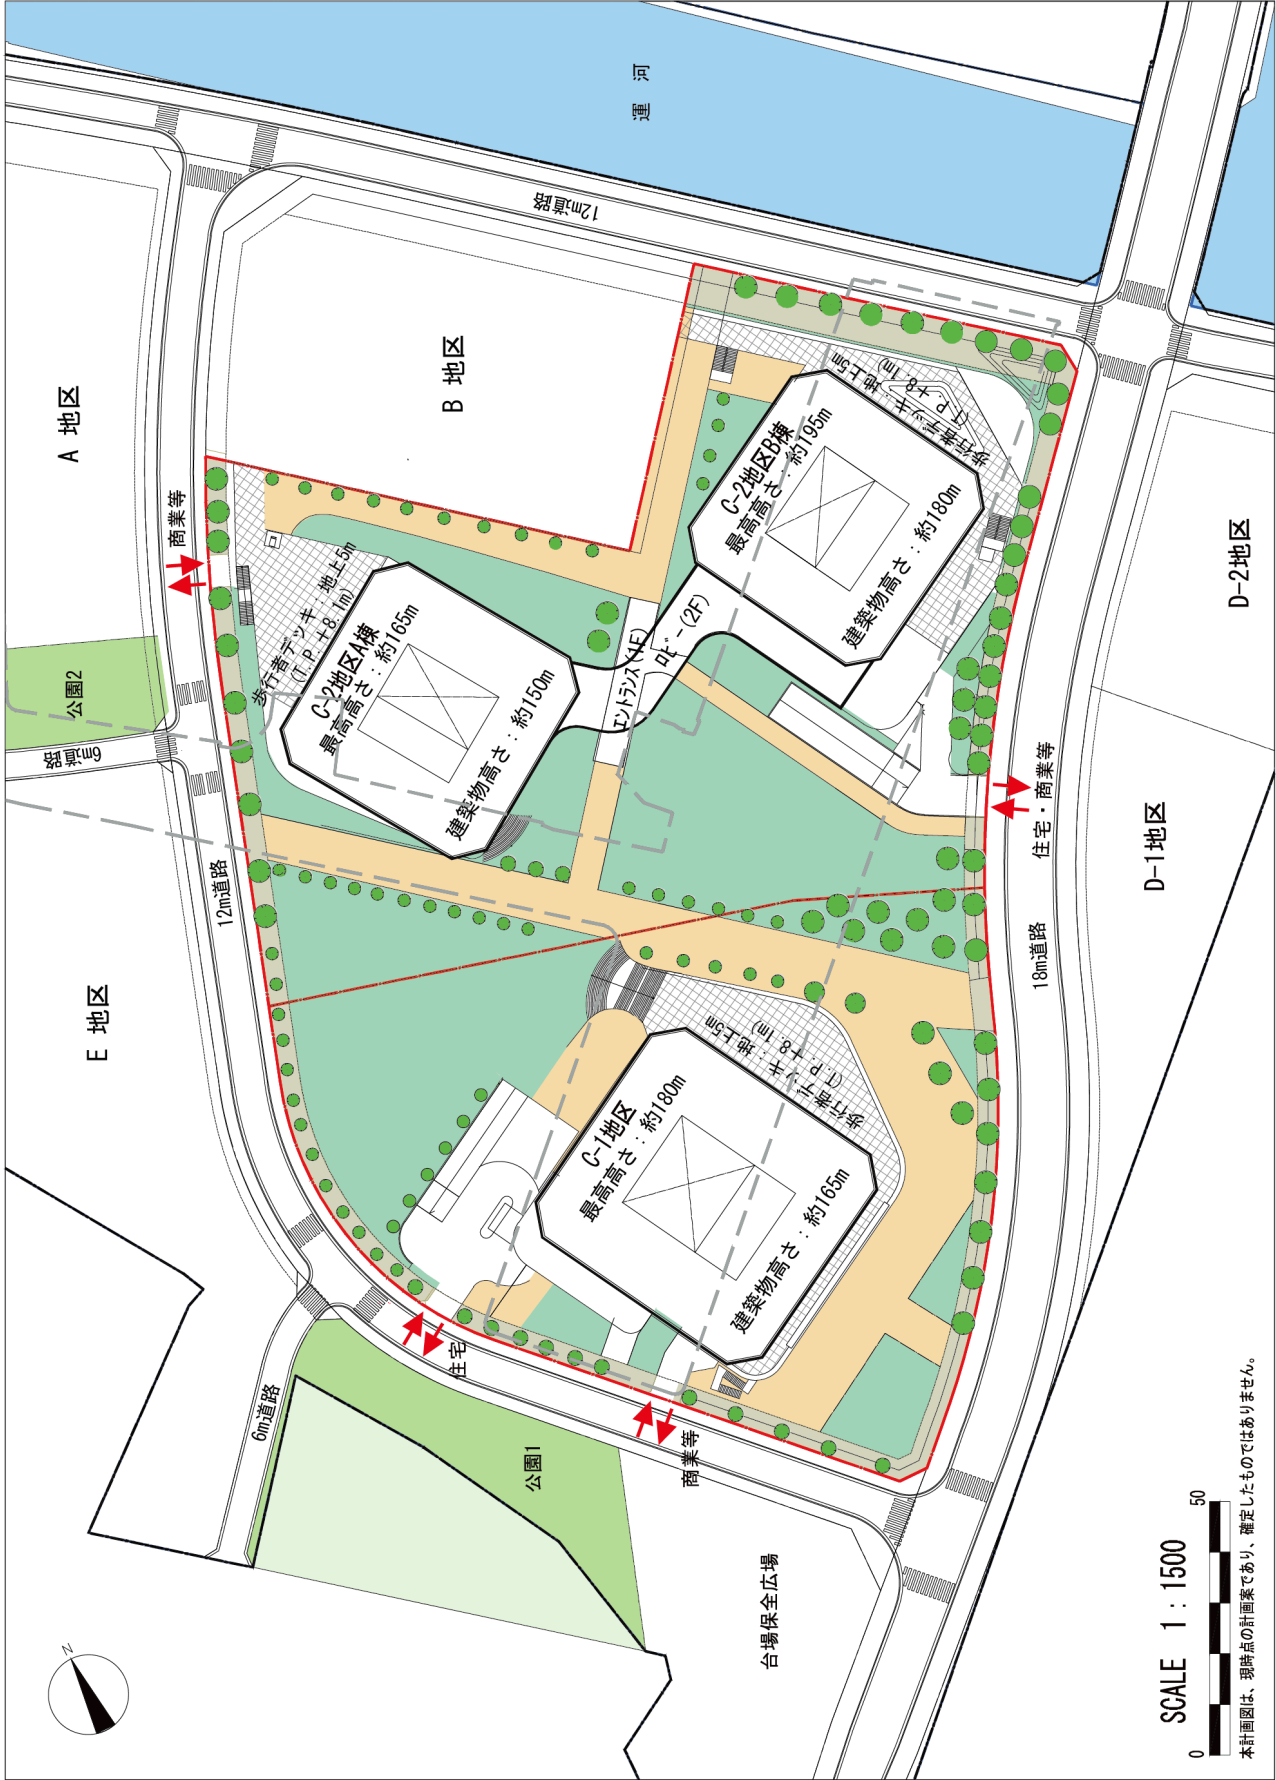 運 河
A 地区
B 地区
12m道路
商業等
公園2
6m道路
歩行者デッキ：地上5m
(T.P.+8.1m)
C-2地区A棟
最高高さ：約165m
建築物高さ：約150m
エントランス(1F)
ロビー(2F)
C-2地区B棟
最高高さ：約195m
建築物高さ：約180m
歩行者デッキ：地上5m
(T.P.+8.1m)
D-2地区
E 地区
12m道路
住宅・商業等
D-1地区
18m道路
C-1地区
最高高さ：約180m
建築物高さ：約165m
歩行者デッキ：地上5m
(T.P.+8.1m)
住宅
6m道路
公園1
商業等
台場保全広場
N
SCALE 1：1500
0 50
本計画図は、現時点の計画案であり、確定したものではありません。